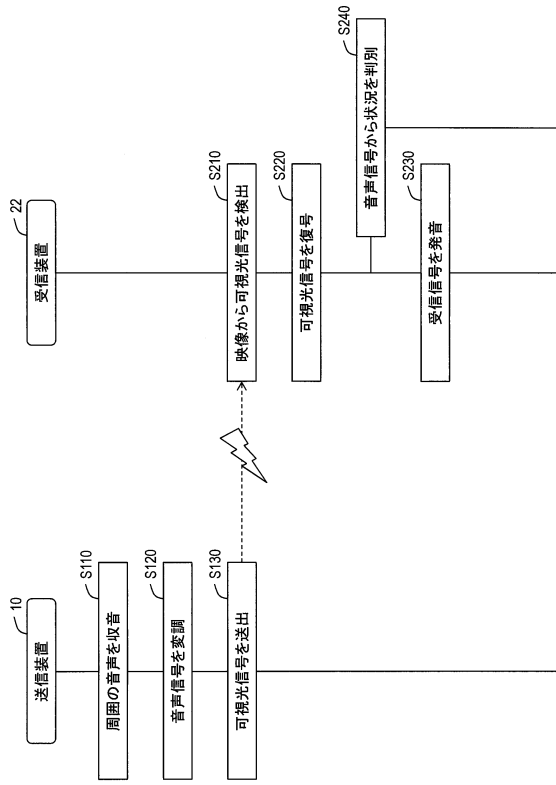 送信装置
10
周囲の音声を収音
S110
音声信号を変調
S120
可視光信号を送出
S130
受信装置
22
映像から可視光信号を検出
S210
可視光信号を復号
S220
音声信号から状況を判別
S240
受信信号を発音
S230